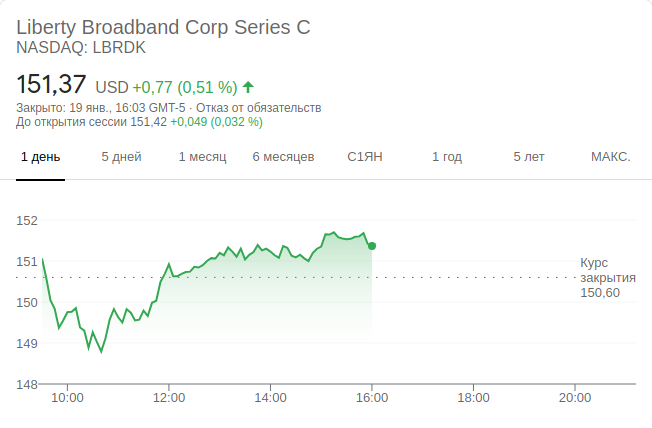 Liberty Broadband Corp Series C
NASDAQ: LBRDK
151,37 USD +0,77 (0,51 %)
Закрыто: 19 янв., 16:03 GMT-5 · Отказ от обязательств
До открытия сессии 151,42 +0,049 (0,032 %)
1 день 5 дней 1 месяц 6 месяцев С1ЯН 1 год 5 лет МАКС.
152
151
Курс
закрытия
150,60
150
149
148
10:00 12:00 14:00 16:00 18:00 20:00